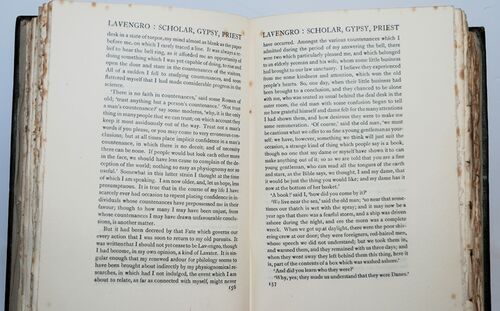 LAVENGRO : SCHOLAR, GYPSY, PRIEST
desk in a state of torpor, my mind almost as blank as the paper
before me, on which I rarely traced a line. It was always a re-
lief to hear the bell ring, as it afforded me an opportunity of
doing something which I was yet capable of doing, to rise and
open the door and stare in the countenances of the visitors.
All of a sudden I fell to studying countenances, and soon
flattered myself that I had made considerable progress in the
science.
'There is no faith in countenances,' said some Roman of
old; 'trust anything but a person's countenance.' 'Not trust
a man's countenance?' say some moderns, 'why, it is the only
thing in many people that we can trust; on which account they
keep it most assiduously out of the way. Trust not a man's
words if you please, or you may come to very erroneous con-
clusions; but at all times place implicit confidence in a man's
countenance, in which there is no deceit; and of necessity
there can be none. If people would but look each other more
in the face, we should have less cause to complain of the de-
ception of the world; nothing so easy as physiognomy nor so
useful.' Somewhat in this latter strain I thought at the time
of which I am speaking. I am now older, and, let us hope, less
presumptuous. It is true that in the course of my life I have
scarcely ever had occasion to repent placing confidence in in-
dividuals whose countenances have prepossessed me in their
favour; though to how many I may have been unjust, from
whose countenances I may have drawn unfavourable conclu-
sions, is another matter.
But it had been decreed by that Fate which governs our
every action that I was soon to return to my old pursuits. It
was written that I should not yet cease to be Lav-engro, though
I had become, in my own opinion, a kind of Lavater. It is sin-
gular enough that my renewed ardour for philology seems to
have been brought about indirectly by my physiognomical re-
searches, in which had I not indulged, the event which I am
about to relate, as far as connected with myself, might never
156
LAVENGRO : SCHOLAR, GYPSY, PRIEST
have occurred. Amongst the various countenances which I
admitted during the period of my answering the bell, there
were two which particularly pleased me, and which belonged
to an elderly yeoman and his wife, whom some little business
had brought to our law sanctuary. I believe they experienced
from me some kindness and attention, which won the old
people's hearts. So, one day, when their little business had
been brought to a conclusion, and they chanced to be alone
with me, who was seated as usual behind the deal desk in the
outer room, the old man with some confusion began to tell
me how grateful himself and dame felt for the many attentions
I had shown them, and how desirous they were to make me
some remuneration. 'Of course,' said the old man, 'we must
be cautious what we offer to so fine a young gentleman as your-
self; we have, however, something we think will just suit the
occasion, a strange kind of thing which people say is a book,
though no one that my dame or myself have shown it to can
make anything out of it; so as we are told that you are a fine
young gentleman, who can read all the tongues of the earth
and stars, as the Bible says, we thought, I and my dame, that
it would be just the thing you would like; and my dame has it
now at the bottom of her basket.'
'A book!' said I, 'how did you come by it?'
'We live near the sea,' said the old man; 'so near that some-
times our thatch is wet with the spray; and it may now be a
year ago that there was a fearful storm, and a ship was driven
ashore during the night, and ere the morn was a complete
wreck. When we got up at daylight, there were the poor shiv-
ering crew at our door; they were foreigners, red-haired men,
whose speech we did not understand; but we took them in,
and warmed them, and they remained with us three days; and
when they went away they left behind them this thing, here it
is, part of the contents of a box which was washed ashore.'
'And did you learn who they were?'
'Why, yes; they made us understand that they were Danes.'
157